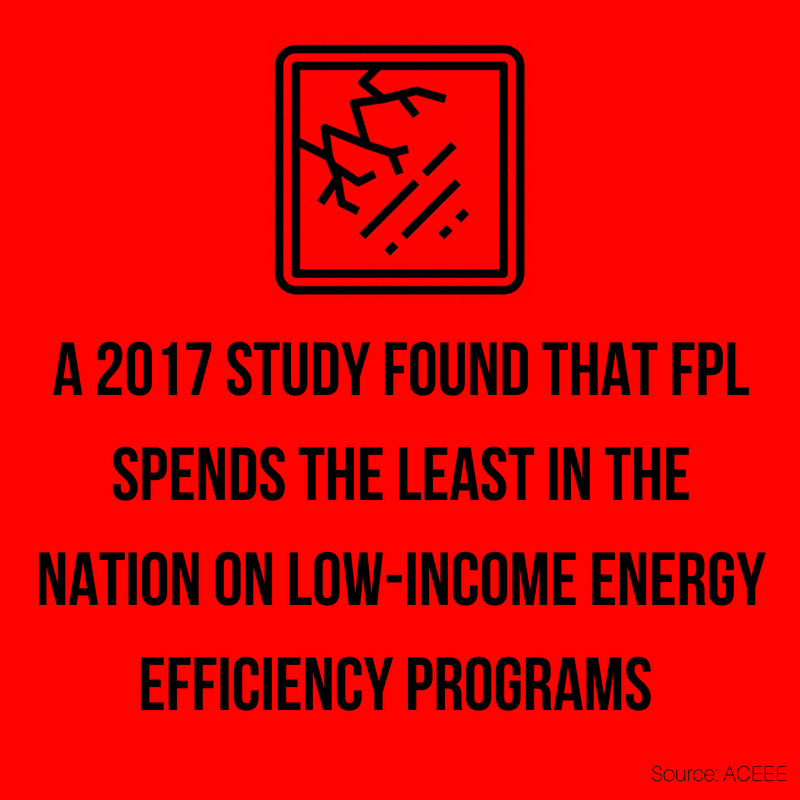 A 2017 STUDY FOUND THAT FPL
SPENDS THE LEAST IN THE
NATION ON LOW-INCOME ENERGY
EFFICIENCY PROGRAMS
Source: ACEEE